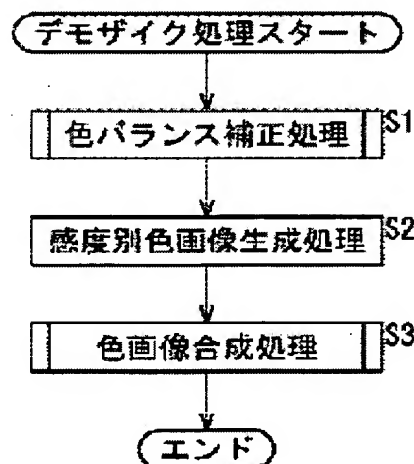 デモザイク処理スタート
色バランス補正処理 S1
感度別色画像生成処理 S2
色画像合成処理 S3
エンド